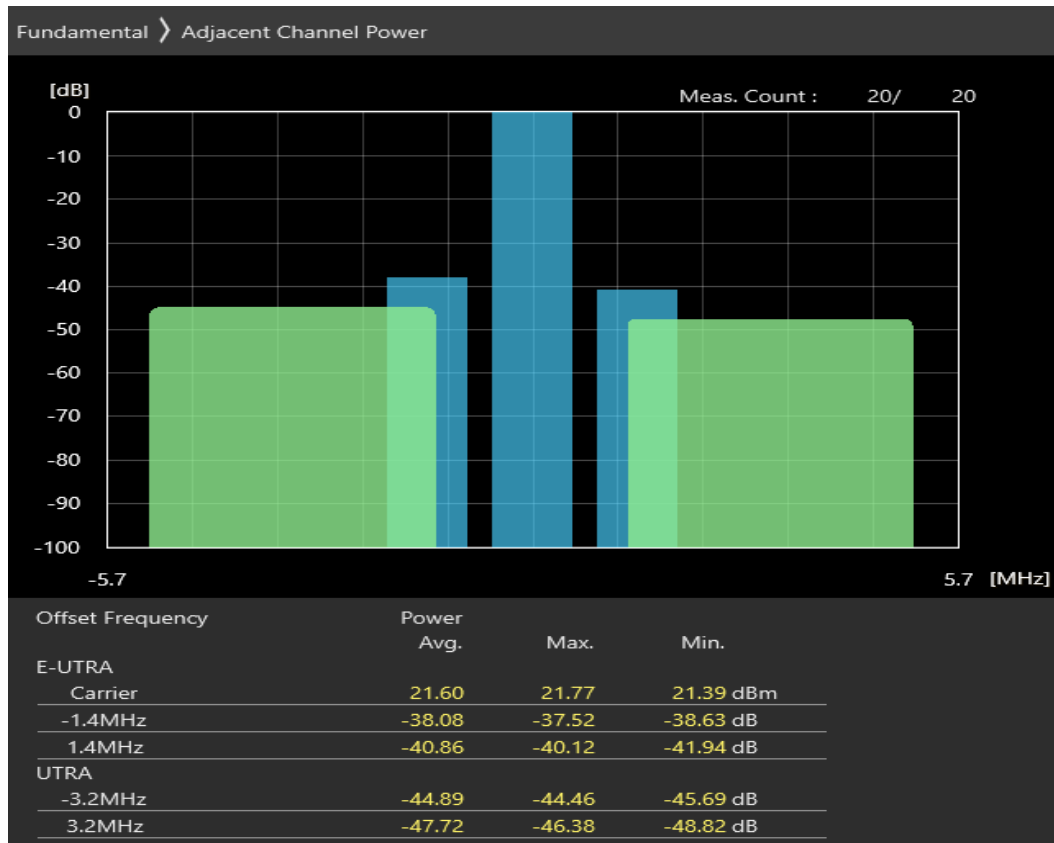 Fundamental 〉 Adjacent Channel Power
[dB]
Meas. Count : 20/ 20
0
-10
-20
-30
-40
-50
-60
-70
-80
-90
-100
-5.7 5.7 [MHz]
Offset Frequency Power
Avg. Max. Min.
E-UTRA
Carrier 21.60 21.77 21.39 dBm
-1.4MHz -38.08 -37.52 -38.63 dB
1.4MHz -40.86 -40.12 -41.94 dB
UTRA
-3.2MHz -44.89 -44.46 -45.69 dB
3.2MHz -47.72 -46.38 -48.82 dB